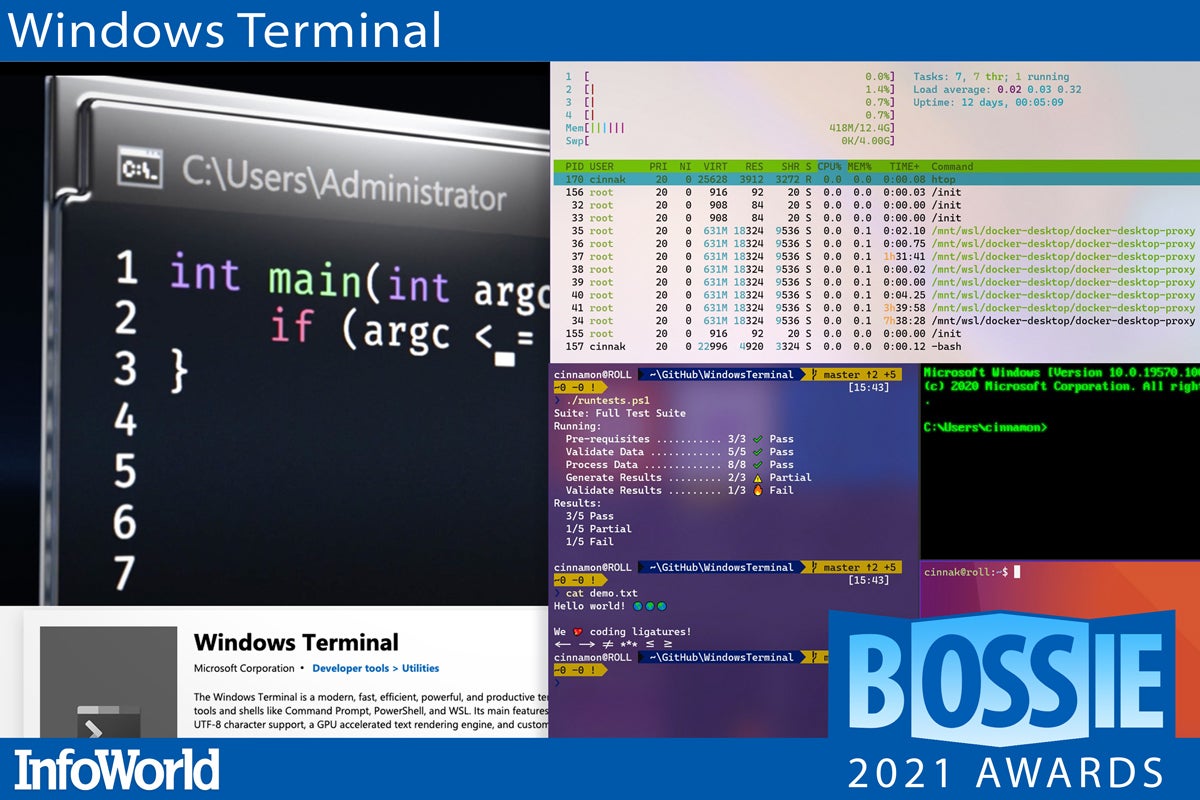 Windows Terminal
C:\Users\Administrator
1 int main(int argc
2 if (argc <_=
3 }
4
5
6
7
1 [ 0.0%]
2 [| 1.4%]
3 [| 0.7%]
4 [| 0.7%]
Mem[|||||| 418M/12.4G]
Swp[ 0K/4.00G]
Tasks: 7, 7 thr; 1 running
Load average: 0.02 0.03 0.32
Uptime: 12 days, 00:05:09
PID USER PRI NI VIRT RES SHR S CPU% MEM% TIME+ Command
170 cinnak 20 0 25628 3912 3272 R 0.0 0.0 0:00.08 htop
156 root 20 0 916 92 20 S 0.0 0.0 0:00.03 /init
32 root 20 0 908 84 20 S 0.0 0.0 0:00.00 /init
33 root 20 0 908 84 20 S 0.0 0.0 0:00.00 /init
35 root 20 0 631M 18324 9536 S 0.0 0.1 0:02.10 /mnt/wsl/docker-desktop/docker-desktop-proxy
36 root 20 0 631M 18324 9536 S 0.0 0.1 0:00.75 /mnt/wsl/docker-desktop/docker-desktop-proxy
37 root 20 0 631M 18324 9536 S 0.0 0.1 1h31:41 /mnt/wsl/docker-desktop/docker-desktop-proxy
38 root 20 0 631M 18324 9536 S 0.0 0.1 0:00.02 /mnt/wsl/docker-desktop/docker-desktop-proxy
39 root 20 0 631M 18324 9536 S 0.0 0.1 0:00.00 /mnt/wsl/docker-desktop/docker-desktop-proxy
40 root 20 0 631M 18324 9536 S 0.0 0.1 0:04.25 /mnt/wsl/docker-desktop/docker-desktop-proxy
41 root 20 0 631M 18324 9536 S 0.0 0.1 3h39:58 /mnt/wsl/docker-desktop/docker-desktop-proxy
34 root 20 0 631M 18324 9536 S 0.0 0.1 7h38:28 /mnt/wsl/docker-desktop/docker-desktop-proxy
155 root 20 0 916 92 20 S 0.0 0.0 0:00.00 /init
157 cinnak 20 0 22996 4920 3324 S 0.0 0.0 0:00.12 -bash
cinnamon@ROLL ~\GitHub\WindowsTerminal master ↑2 +5
~0 -0 ! [15:43]
> ./runtests.ps1
Suite: Full Test Suite
Running:
Pre-requisites ........... 3/3 ✔ Pass
Validate Data ............ 5/5 ✔ Pass
Process Data ............. 8/8 ✔ Pass
Generate Results ......... 2/3 ⚠ Partial
Validate Results ......... 1/3 🔥 Fail
Results:
3/5 Pass
1/5 Partial
1/5 Fail
cinnamon@ROLL ~\GitHub\WindowsTerminal master ↑2 +5
~0 -0 ! [15:43]
> cat demo.txt
Hello world! 🌏🌍🌎
We 💖 coding ligatures!
⟵ ⟶ ≠ *** ≤ ≥
cinnamon@ROLL ~\GitHub\WindowsTerminal m
~0 -0 !
>
Microsoft Windows [Version 10.0.19570.100
(c) 2020 Microsoft Corporation. All righ
.
C:\Users\cinnamon>
cinnak@roll:~$
Windows Terminal
Microsoft Corporation • Developer tools > Utilities
The Windows Terminal is a modern, fast, efficient, powerful, and productive te
tools and shells like Command Prompt, PowerShell, and WSL. Its main features
UTF-8 character support, a GPU accelerated text rendering engine, and custom
BOSSIE
2021 AWARDS
InfoWorld